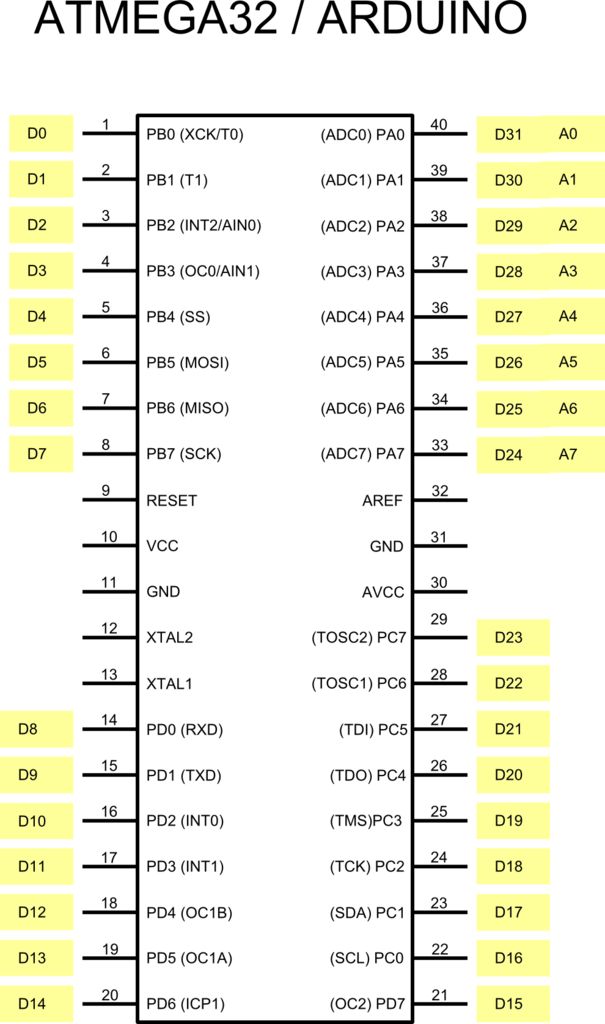 ATMEGA32 / ARDUINO
D0 1 PB0 (XCK/T0) (ADC0) PA0 40 D31 A0
D1 2 PB1 (T1) (ADC1) PA1 39 D30 A1
D2 3 PB2 (INT2/AIN0) (ADC2) PA2 38 D29 A2
D3 4 PB3 (OC0/AIN1) (ADC3) PA3 37 D28 A3
D4 5 PB4 (SS) (ADC4) PA4 36 D27 A4
D5 6 PB5 (MOSI) (ADC5) PA5 35 D26 A5
D6 7 PB6 (MISO) (ADC6) PA6 34 D25 A6
D7 8 PB7 (SCK) (ADC7) PA7 33 D24 A7
9 RESET AREF 32
10 VCC GND 31
11 GND AVCC 30
12 XTAL2 (TOSC2) PC7 29 D23
13 XTAL1 (TOSC1) PC6 28 D22
D8 14 PD0 (RXD) (TDI) PC5 27 D21
D9 15 PD1 (TXD) (TDO) PC4 26 D20
D10 16 PD2 (INT0) (TMS)PC3 25 D19
D11 17 PD3 (INT1) (TCK) PC2 24 D18
D12 18 PD4 (OC1B) (SDA) PC1 23 D17
D13 19 PD5 (OC1A) (SCL) PC0 22 D16
D14 20 PD6 (ICP1) (OC2) PD7 21 D15